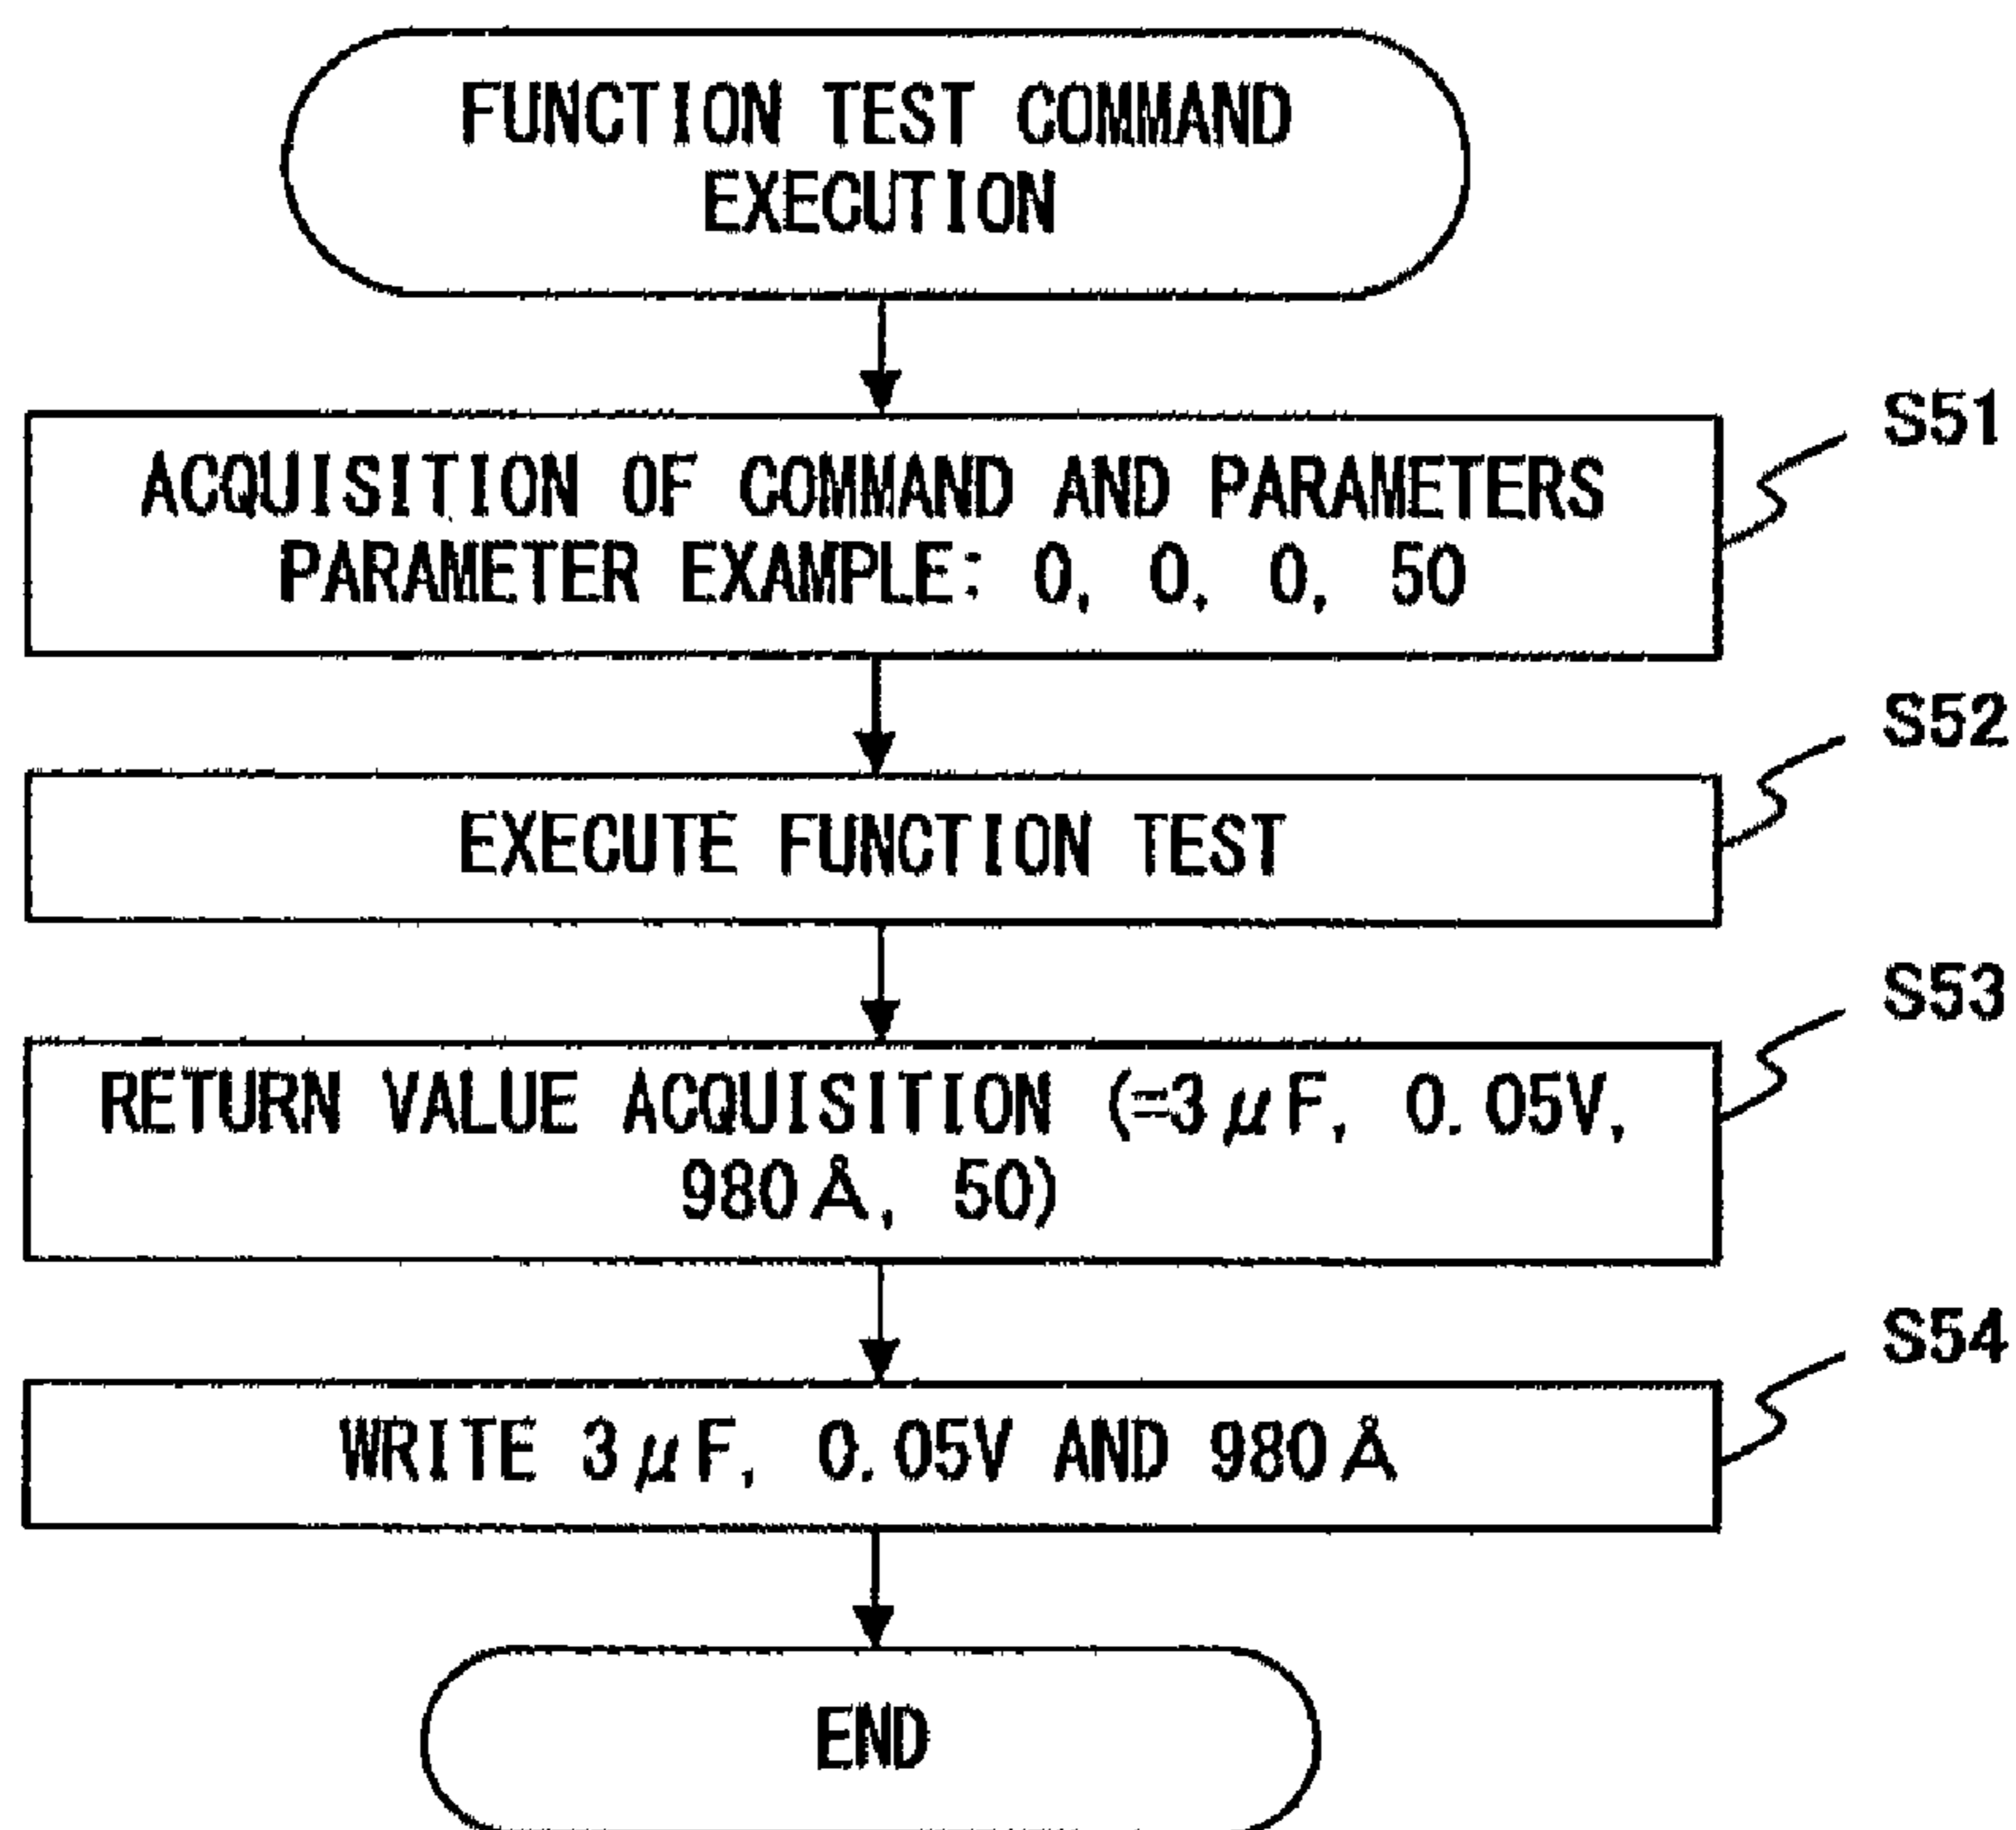 FUNCTION TEST COMMAND
EXECUTION
S51
ACQUISITION OF COMMAND AND PARAMETERS
PARAMETER EXAMPLE: 0, 0, 0, 50
S52
EXECUTE FUNCTION TEST
S53
RETURN VALUE ACQUISITION (=3μF, 0.05V,
980Å, 50)
S54
WRITE 3μF, 0.05V AND 980Å
END